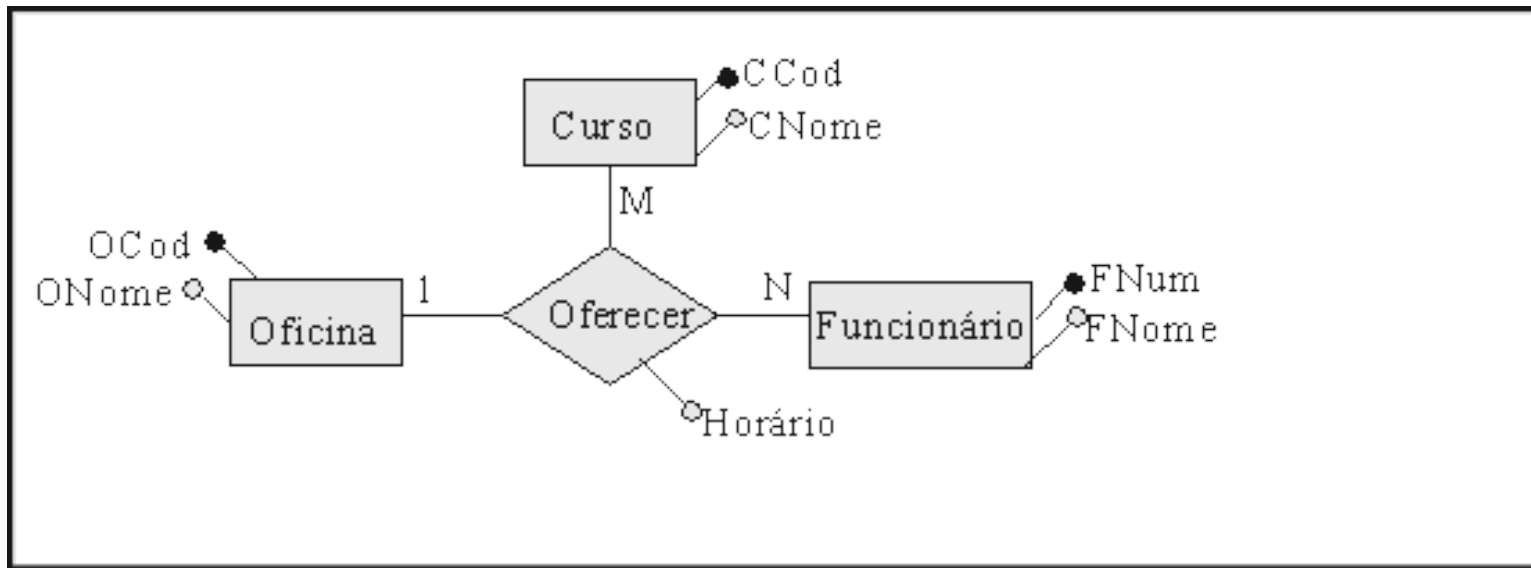 CCod
Curso
CNome
M
OCod
ONome
Oficina
1
Oferecer
N
Funcionário
FNum
FNome
Horário